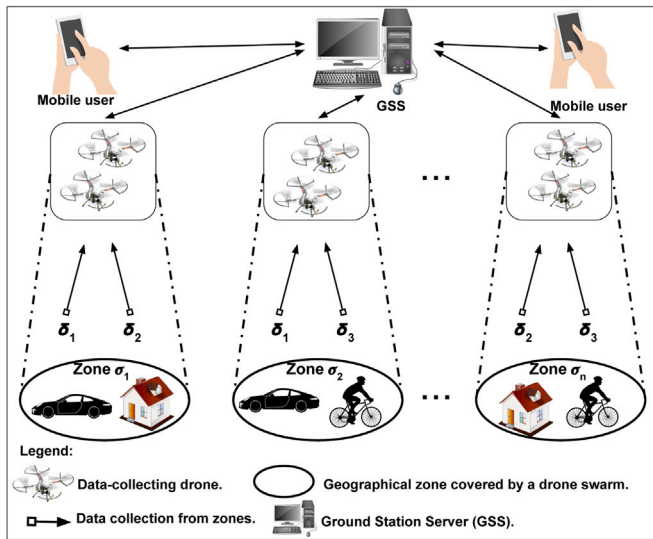 Mobile user
GSS
Mobile user
...
δ1 δ2 δ1 δ3 δ2 δ3
Zone σ1 Zone σ2 Zone σn
...
Legend:
Data-collecting drone. Geographical zone covered by a drone swarm.
Data collection from zones. Ground Station Server (GSS).